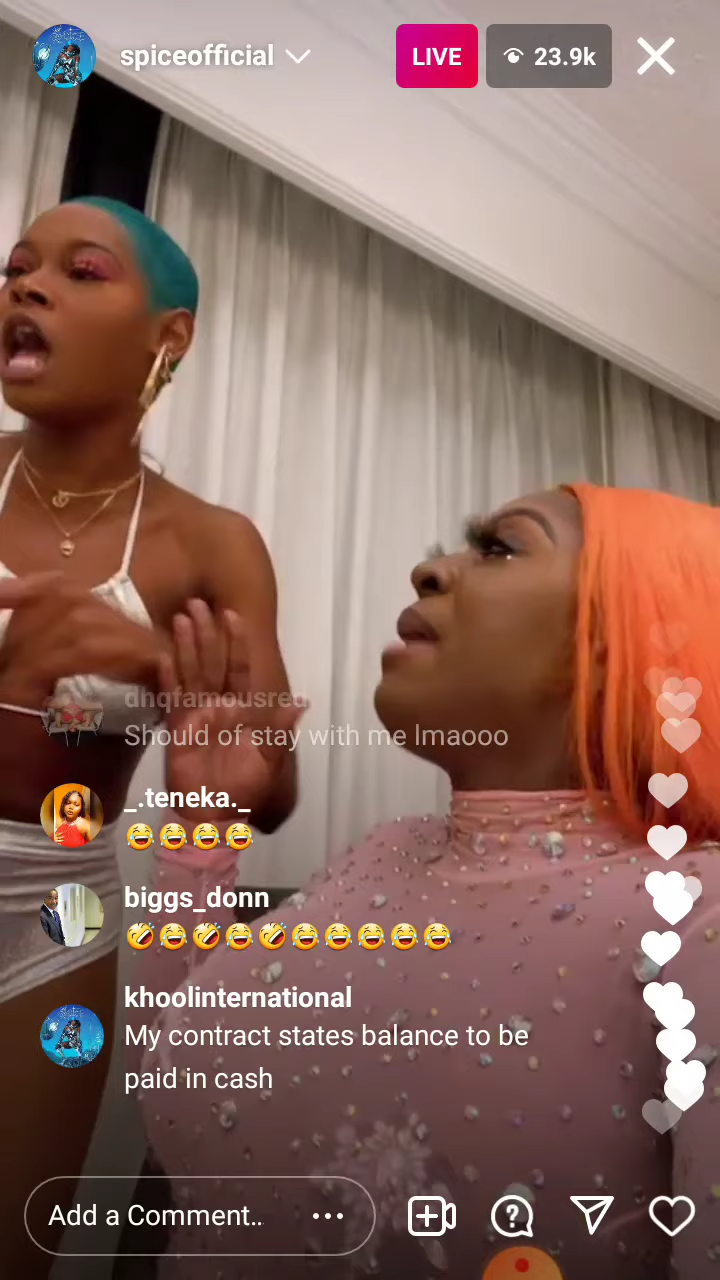 spiceofficial
LIVE
23.9k
dhqfamousred
Should of stay with me lmaooo
_.teneka._
😂😂😂😂
biggs_donn
🤣😂🤣😂🤣😂😂😂😂😂
khoolinternational
My contract states balance to be
paid in cash
Add a Comment..